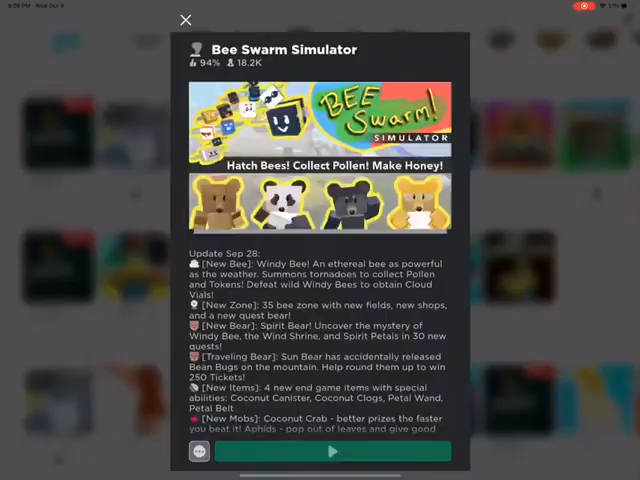 5:09 PM Wed Oct 9
51%
Bee Swarm Simulator
94% 18.2K
BEE
Swarm!
SIMULATOR
Hatch Bees! Collect Pollen! Make Honey!
Update Sep 28:
[New Bee]: Windy Bee! An ethereal bee as powerful
as the weather. Summons tornadoes to collect Pollen
and Tokens! Defeat wild Windy Bees to obtain Cloud
Vials!
[New Zone]: 35 bee zone with new fields, new shops,
and a new quest bear!
[New Bear]: Spirit Bear! Uncover the mystery of
Windy Bee, the Wind Shrine, and Spirit Petals in 30 new
quests!
[Traveling Bear]: Sun Bear has accidentally released
Bean Bugs on the mountain. Help round them up to win
250 Tickets!
[New Items]: 4 new end game items with special
abilities: Coconut Canister, Coconut Clogs, Petal Wand,
Petal Belt
[New Mobs]: Coconut Crab - better prizes the faster
you beat it! Aphids - pop out of leaves and give good